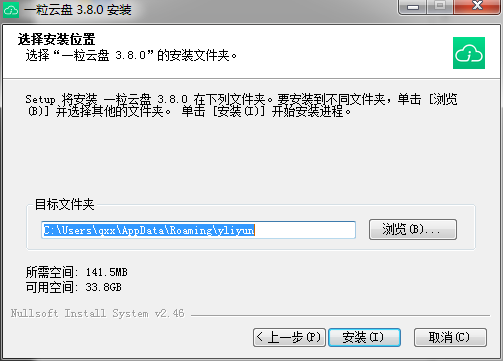 一粒云盘 3.8.0 安装
选择安装位置
选择“一粒云盘 3.8.0”的安装文件夹。
Setup 将安装 一粒云盘 3.8.0 在下列文件夹。要安装到不同文件夹，单击 [浏览
(B)] 并选择其他的文件夹。 单击 [安装(I)] 开始安装进程。
目标文件夹
C:\Users\qxx\AppData\Roaming\yliyun
浏览(B)...
所需空间: 141.5MB
可用空间: 33.8GB
Nullsoft Install System v2.46
< 上一步(P)
安装(I)
取消(C)